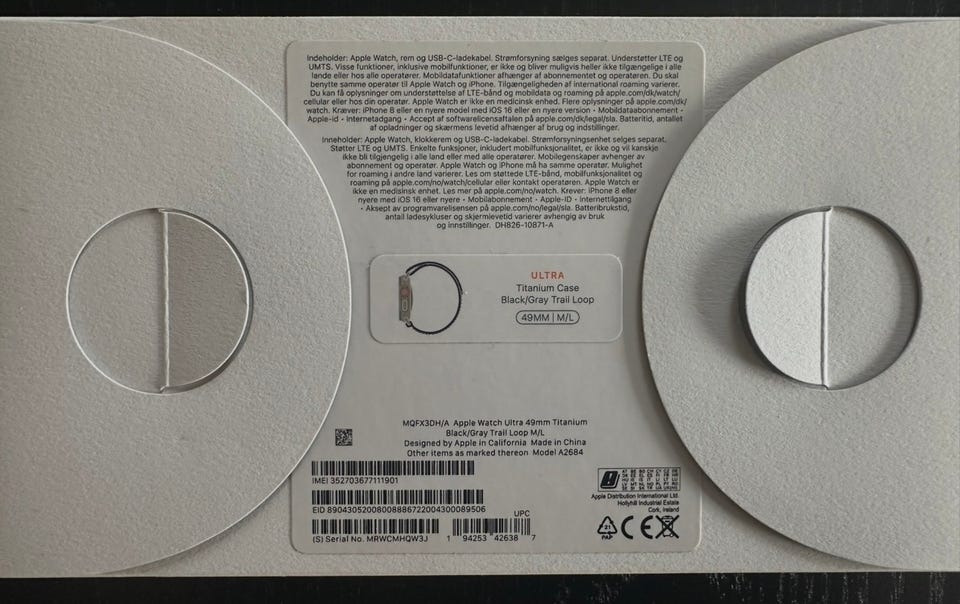 Indeholder: Apple Watch, rem og USB-C-ladekabel. Strømforsyning sælges separat. Understøtter LTE og
UMTS. Visse funktioner, inklusive mobilfunktioner, er ikke og bliver muligvis heller ikke tilgængelige i alle
lande eller hos alle operatører. Mobildatafunktioner afhænger af abonnementet og operatøren. Du skal
benytte samme operatør til Apple Watch og iPhone. Tilgængeligheden af international roaming varierer.
Du kan få oplysninger om understøttelse af LTE-bånd og mobildata og roaming på apple.com/dk/watch/
cellular eller hos din operatør. Apple Watch er ikke en medicinsk enhed. Flere oplysninger på apple.com/dk/
watch. Kræver: iPhone 8 eller en nyere model med iOS 16 eller en nyere version • Mobildataabonnement •
Apple-id • Internetadgang • Accept af softwarelicensaftalen på apple.com/dk/legal/sla. Batteritid, antallet
af opladninger og skærmens levetid afhænger af brug og indstillinger.
Inneholder: Apple Watch, klokkerem og USB-C-ladekabel. Strømforsyningsenhet selges separat.
Støtter LTE og UMTS. Enkelte funksjoner, inkludert mobilfunksjonalitet, er ikke og vil kanskje
ikke bli tilgjengelig i alle land eller med alle operatører. Mobilegenskaper avhenger av
abonnement og operatør. Apple Watch og iPhone må ha samme operatør. Mulighet
for roaming i andre land varierer. Les om støttede LTE-bånd, mobilfunksjonalitet og
roaming på apple.com/no/watch/cellular eller kontakt operatøren. Apple Watch er
ikke en medisinsk enhet. Les mer på apple.com/no/watch. Krever: iPhone 8 eller
nyere med iOS 16 eller nyere • Mobilabonnement • Apple-ID • Internettilgang
• Aksept av programvarelisensen på apple.com/no/legal/sla. Batteribrukstid,
antall ladesykluser og skjermlevetid varierer avhengig av bruk
og innstillinger. DH826-10871-A
ULTRA
Titanium Case
Black/Gray Trail Loop
49MM | M/L
MQFX3DH/A Apple Watch Ultra 49mm Titanium
Black/Gray Trail Loop M/L
Designed by Apple in California Made in China
Other items as marked thereon Model A2684
IMEI 352703677111901
EID 89043052008008886722004300089506
(S) Serial No. MRWCMHQW3J
UPC
1 94253 42638 7
Apple Distribution International Ltd.
Hollyhill Industrial Estate
Cork, Ireland
21
PAP
CE